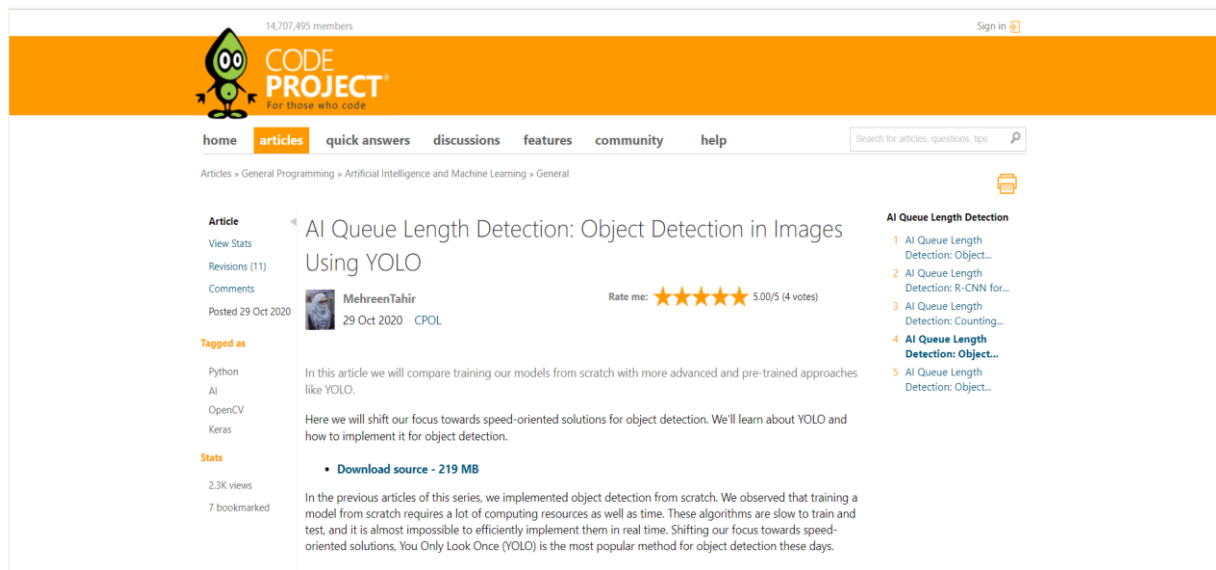 14,707,495 members
Sign in
CODE
PROJECT®
For those who code
home articles quick answers discussions features community help
Search for articles, questions, tips
Articles » General Programming » Artificial Intelligence and Machine Learning » General
Article
View Stats
Revisions (11)
Comments
Posted 29 Oct 2020
Tagged as
Python
AI
OpenCV
Keras
Stats
2.3K views
7 bookmarked
AI Queue Length Detection: Object Detection in Images
Using YOLO
MehreenTahir
29 Oct 2020 CPOL
Rate me: 5.00/5 (4 votes)
In this article we will compare training our models from scratch with more advanced and pre-trained approaches
like YOLO.
Here we will shift our focus towards speed-oriented solutions for object detection. We'll learn about YOLO and
how to implement it for object detection.
• Download source - 219 MB
In the previous articles of this series, we implemented object detection from scratch. We observed that training a
model from scratch requires a lot of computing resources as well as time. These algorithms are slow to train and
test, and it is almost impossible to efficiently implement them in real time. Shifting our focus towards speed-
oriented solutions, You Only Look Once (YOLO) is the most popular method for object detection these days.
AI Queue Length Detection
1 AI Queue Length
Detection: Object...
2 AI Queue Length
Detection: R-CNN for...
3 AI Queue Length
Detection: Counting...
4 AI Queue Length
Detection: Object...
5 AI Queue Length
Detection: Object...